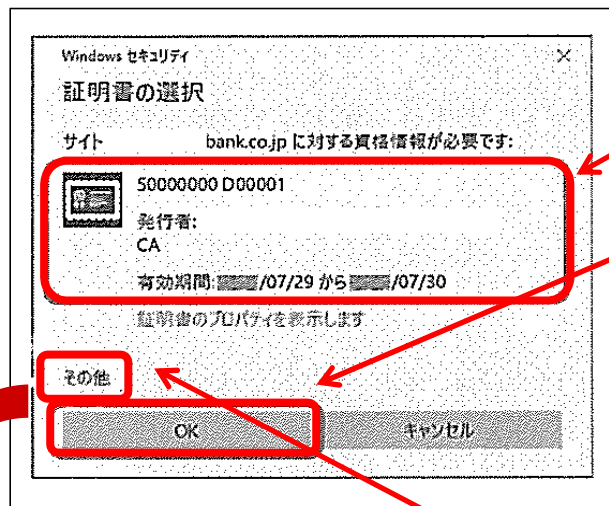 Windows セキュリティ
証明書の選択
サイト bank.co.jp に対する資格情報が必要です:
50000000 D00001
発行者:
CA
有効期間: /07/29 から /07/30
証明書のプロパティを表示します
その他
OK キャンセル